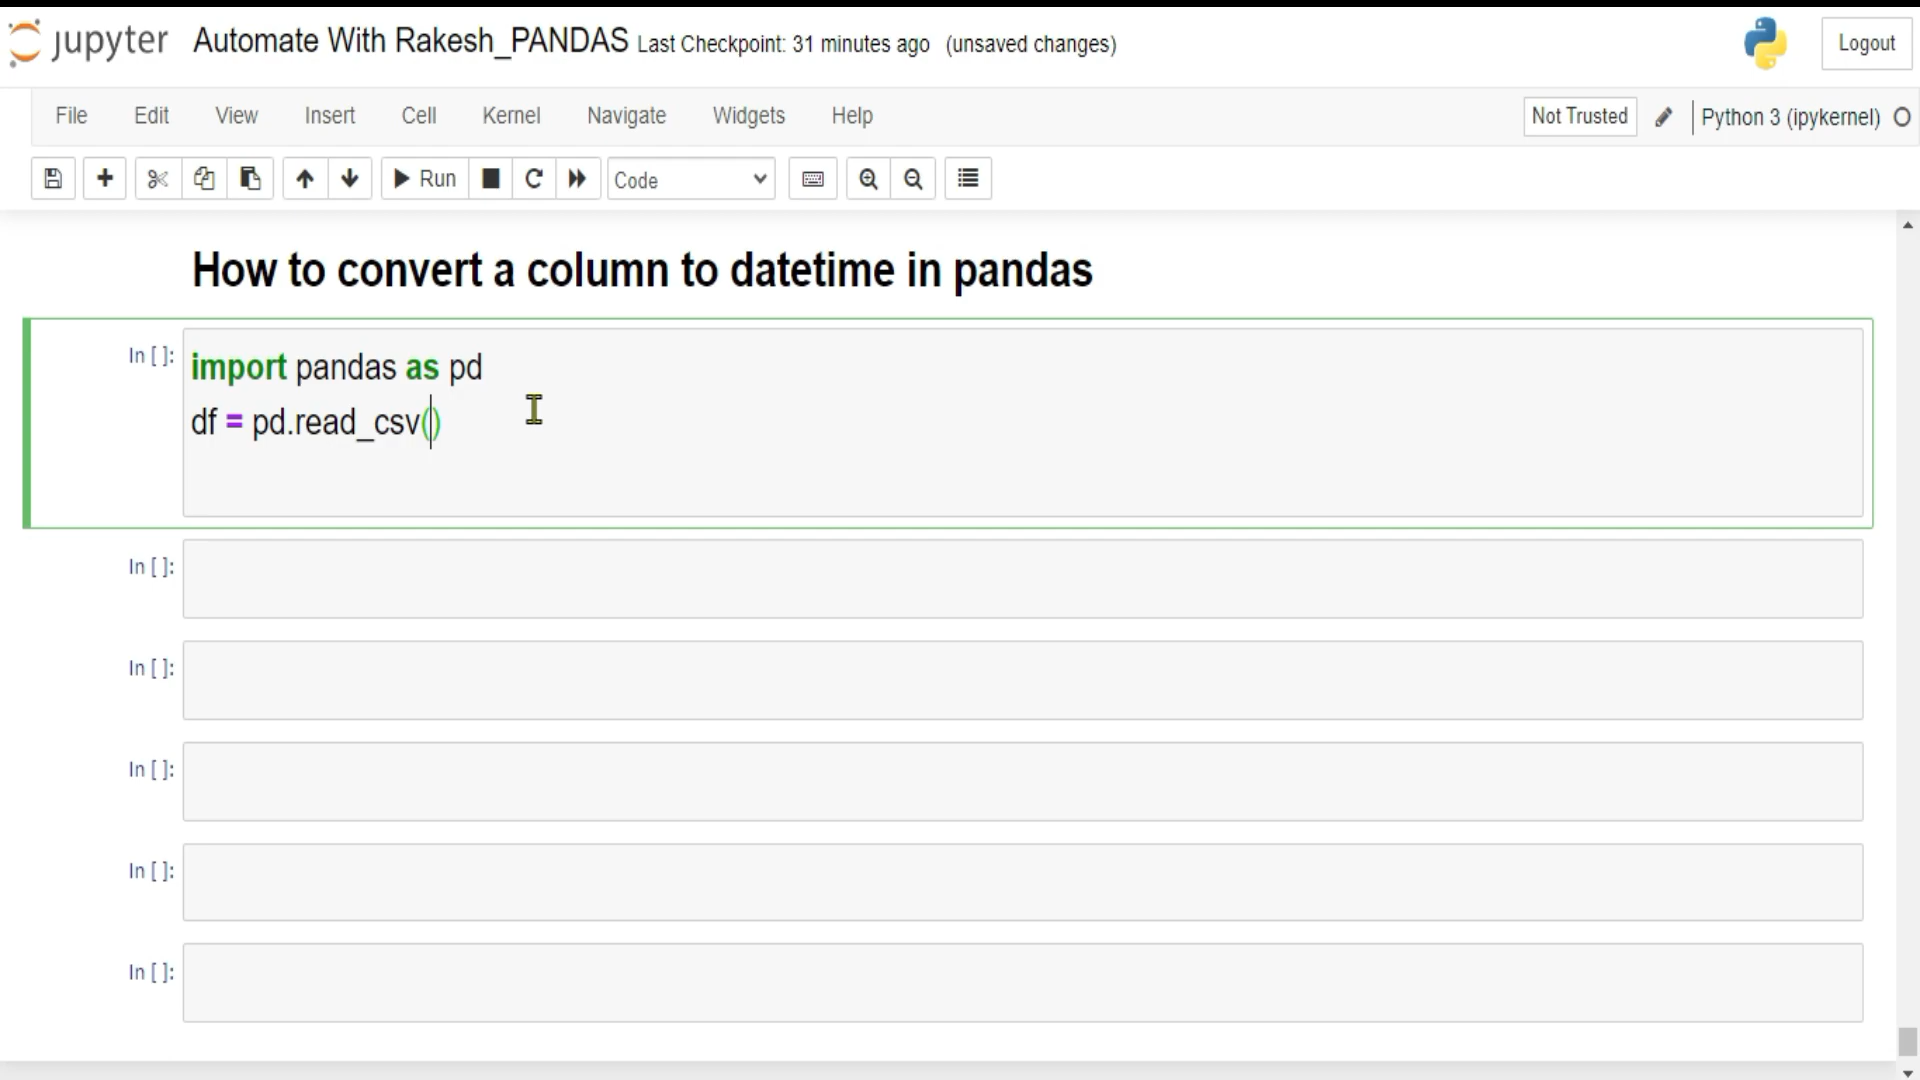 jupyter Automate With Rakesh_PANDAS Last Checkpoint: 31 minutes ago (unsaved changes) Logout
File Edit View Insert Cell Kernel Navigate Widgets Help Not Trusted Python 3 (ipykernel)
Run Code
How to convert a column to datetime in pandas
In [ ]: import pandas as pd
df = pd.read_csv()
In [ ]:
In [ ]:
In [ ]:
In [ ]:
In [ ]: